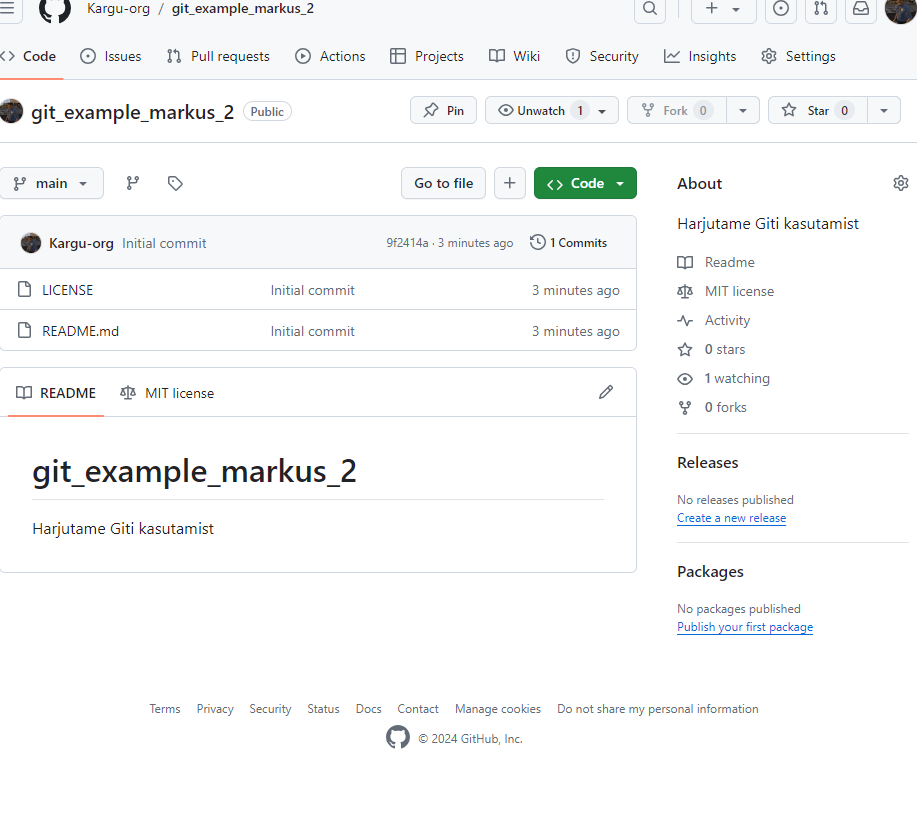 Kargu-org / git_example_markus_2
Code Issues Pull requests Actions Projects Wiki Security Insights Settings
git_example_markus_2 Public Pin Unwatch 1 Fork 0 Star 0
main Go to file Code
About
Harjutame Giti kasutamist
Kargu-org Initial commit 9f2414a · 3 minutes ago 1 Commits
LICENSE Initial commit 3 minutes ago
README.md Initial commit 3 minutes ago
Readme
MIT license
Activity
0 stars
1 watching
0 forks
README MIT license
git_example_markus_2
Harjutame Giti kasutamist
Releases
No releases published
Create a new release
Packages
No packages published
Publish your first package
Terms Privacy Security Status Docs Contact Manage cookies Do not share my personal information
© 2024 GitHub, Inc.